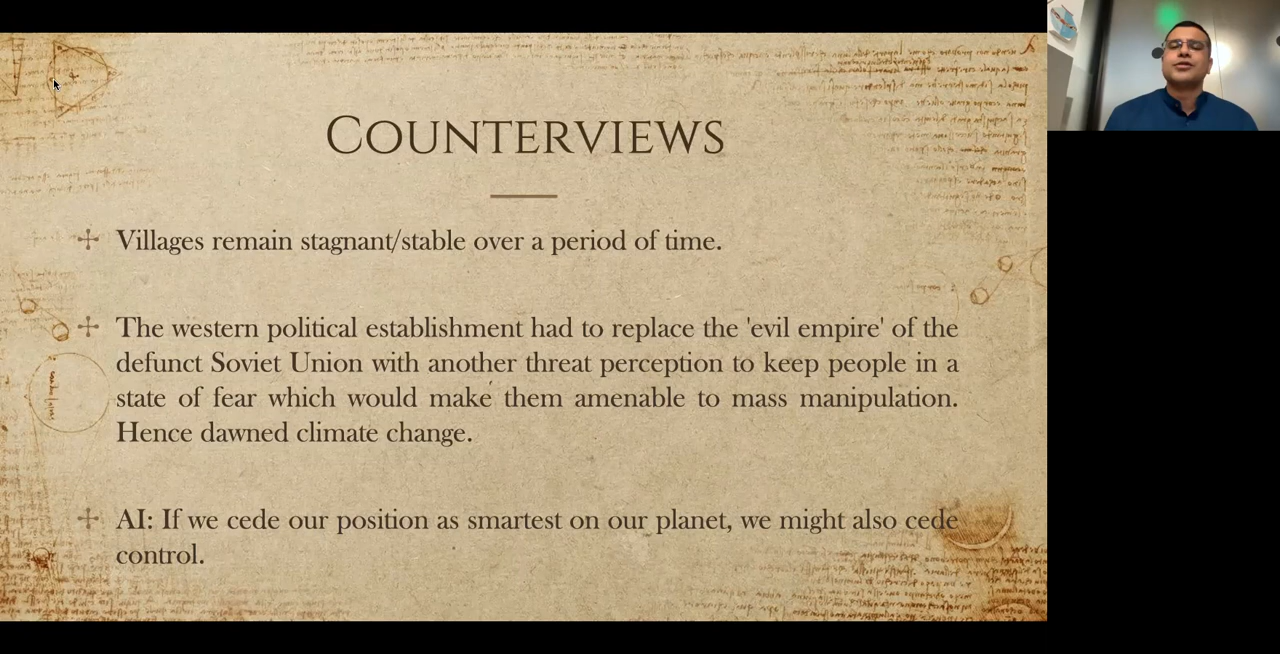 COUNTERVIEWS
Villages remain stagnant/stable over a period of time.
The western political establishment had to replace the 'evil empire' of the
defunct Soviet Union with another threat perception to keep people in a
state of fear which would make them amenable to mass manipulation.
Hence dawned climate change.
AI: If we cede our position as smartest on our planet, we might also cede
control.